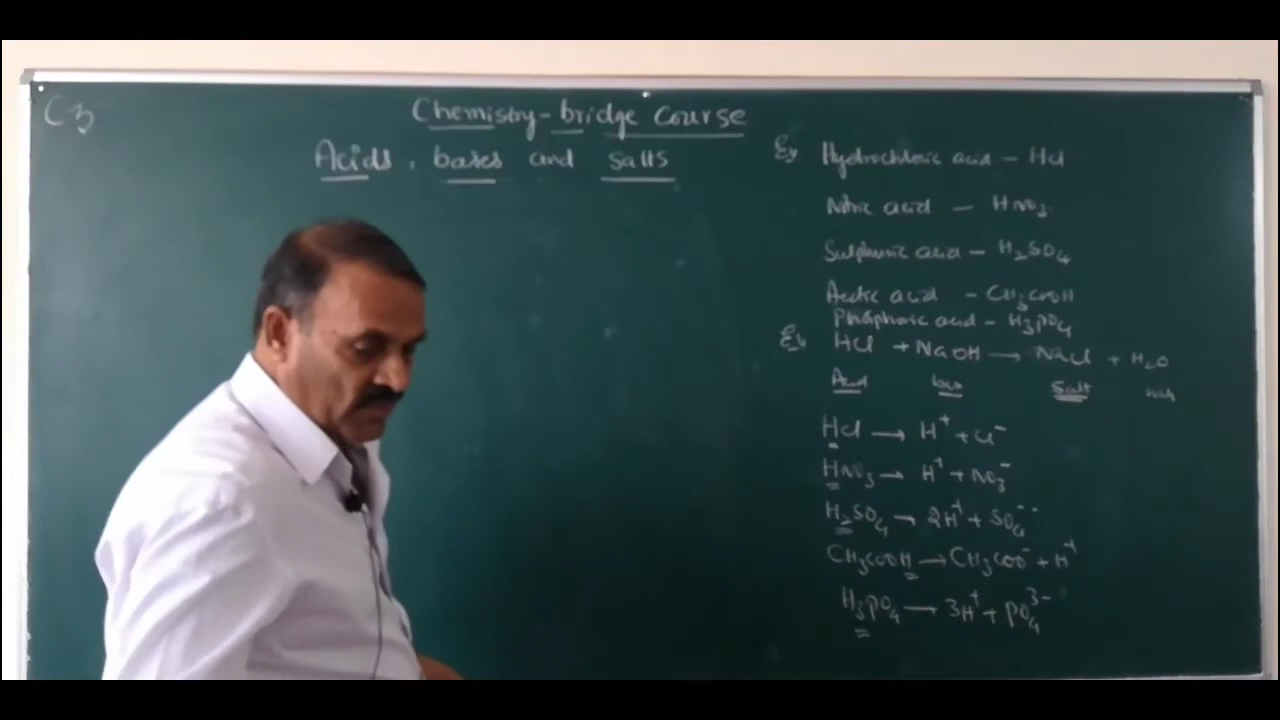 C3
Chemistry-bridge course
Acids, bases and salts
Ex Hydrochloric acid - HCl
Nitric acid - HNO3
Sulphuric acid - H2SO4
Acetic acid - CH3COOH
Phosphoric acid - H3PO4
Ex HCl + NaOH → NaCl + H2O
Acid base Salt
HCl → H+ + Cl-
HNO3 → H+ + NO3-
H2SO4 → 2H+ + SO4--
CH3COOH → CH3COO- + H+
H3PO4 → 3H+ + PO4 3-